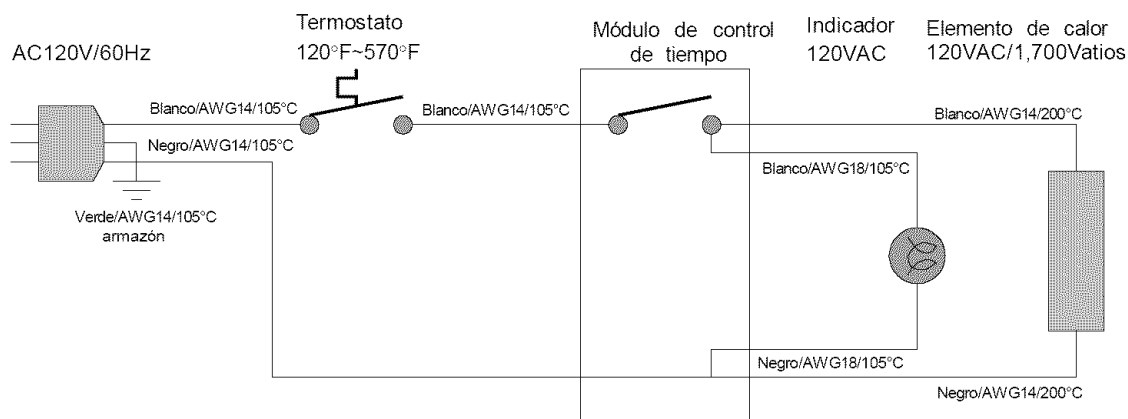 AC120V/60Hz
Termostato
120°F~570°F
Módulo de control
de tiempo
Indicador
120VAC
Elemento de calor
120VAC/1,700Vatios
Blanco/AWG14/105°C
Blanco/AWG14/105°C
Blanco/AWG14/200°C
Negro/AWG14/105°C
Blanco/AWG18/105°C
Verde/AWG14/105°C
armazón
Negro/AWG18/105°C
Negro/AWG14/200°C